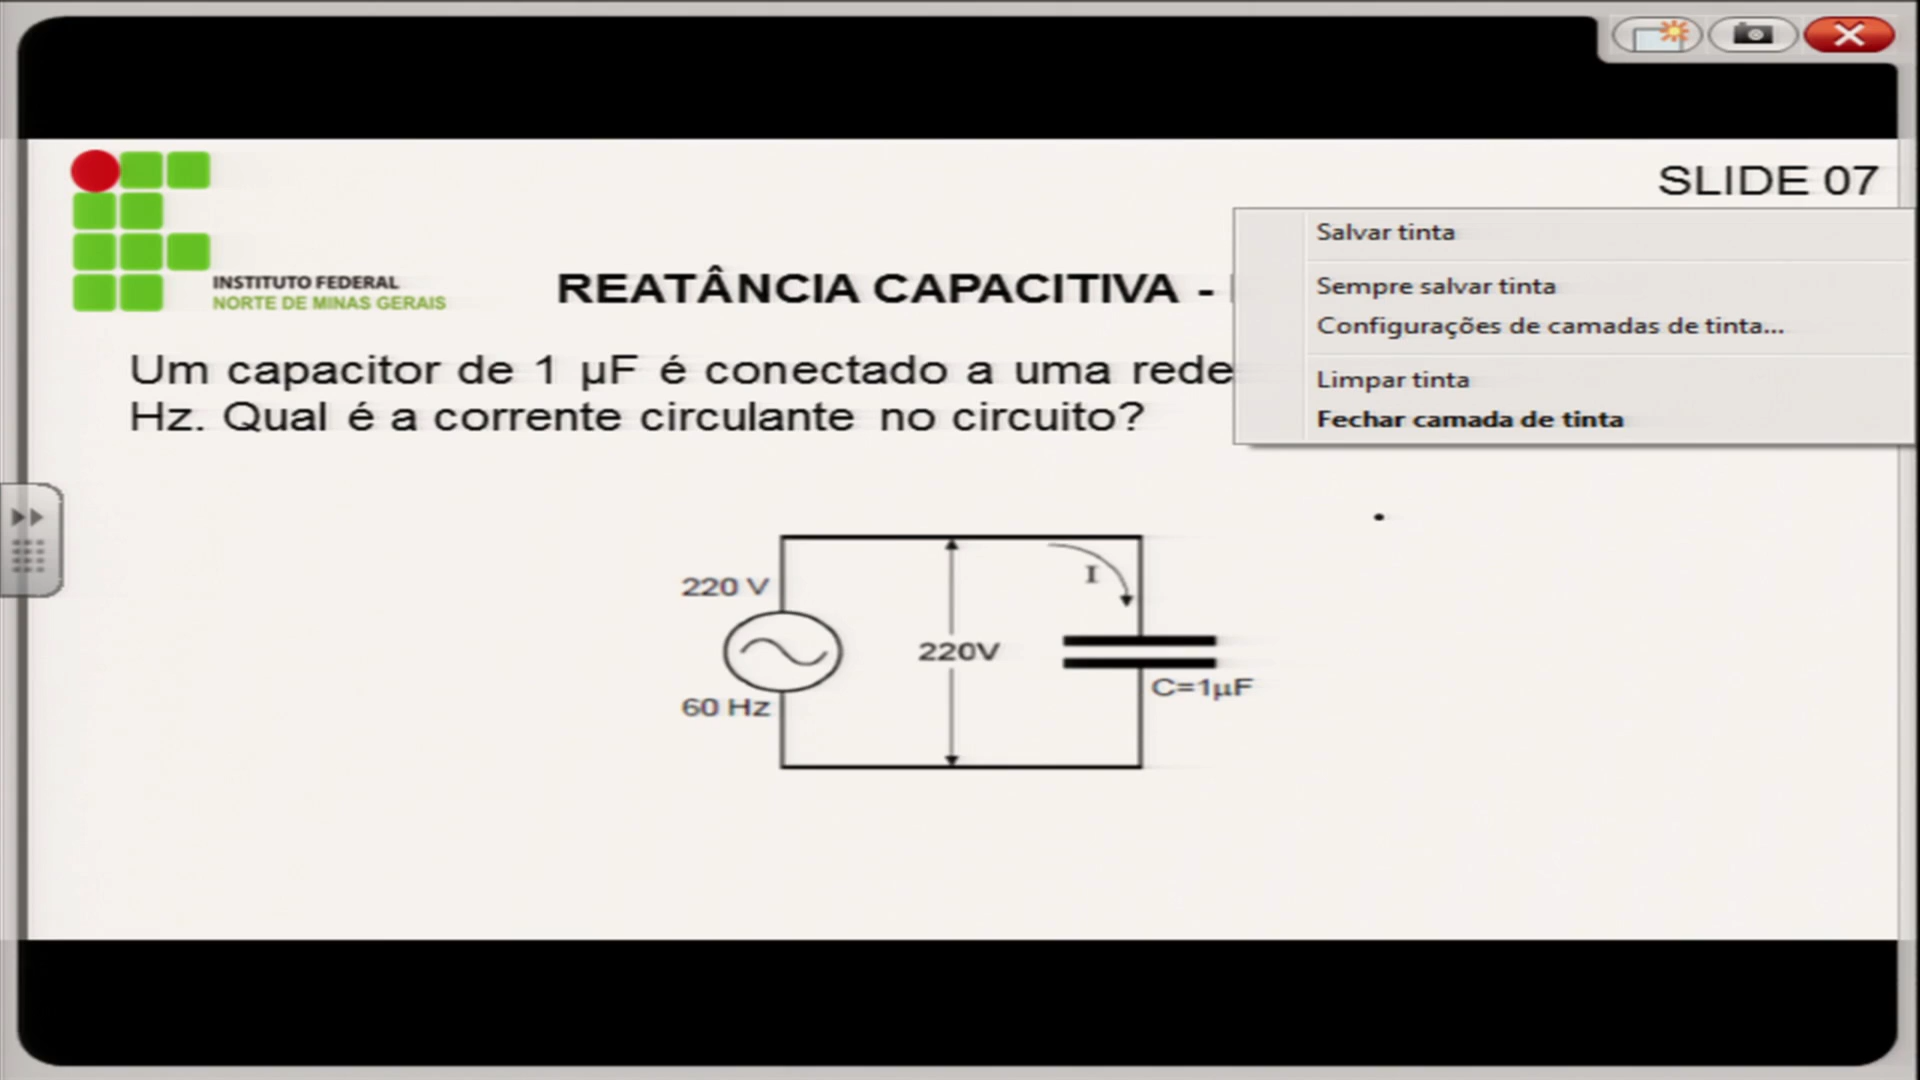 SLIDE 07
INSTITUTO FEDERAL
NORTE DE MINAS GERAIS
REATÂNCIA CAPACITIVA -
Um capacitor de 1 µF é conectado a uma rede
Hz. Qual é a corrente circulante no circuito?
Salvar tinta
Sempre salvar tinta
Configurações de camadas de tinta...
Limpar tinta
Fechar camada de tinta
220 V
60 Hz
220V
I
C=1µF